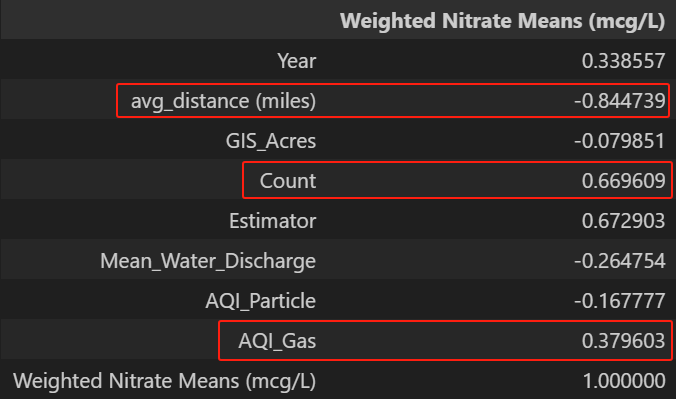 Weighted Nitrate Means (mcg/L)
Year 0.338557
avg_distance (miles) -0.844739
GIS_Acres -0.079851
Count 0.669609
Estimator 0.672903
Mean_Water_Discharge -0.264754
AQI_Particle -0.167777
AQI_Gas 0.379603
Weighted Nitrate Means (mcg/L) 1.000000